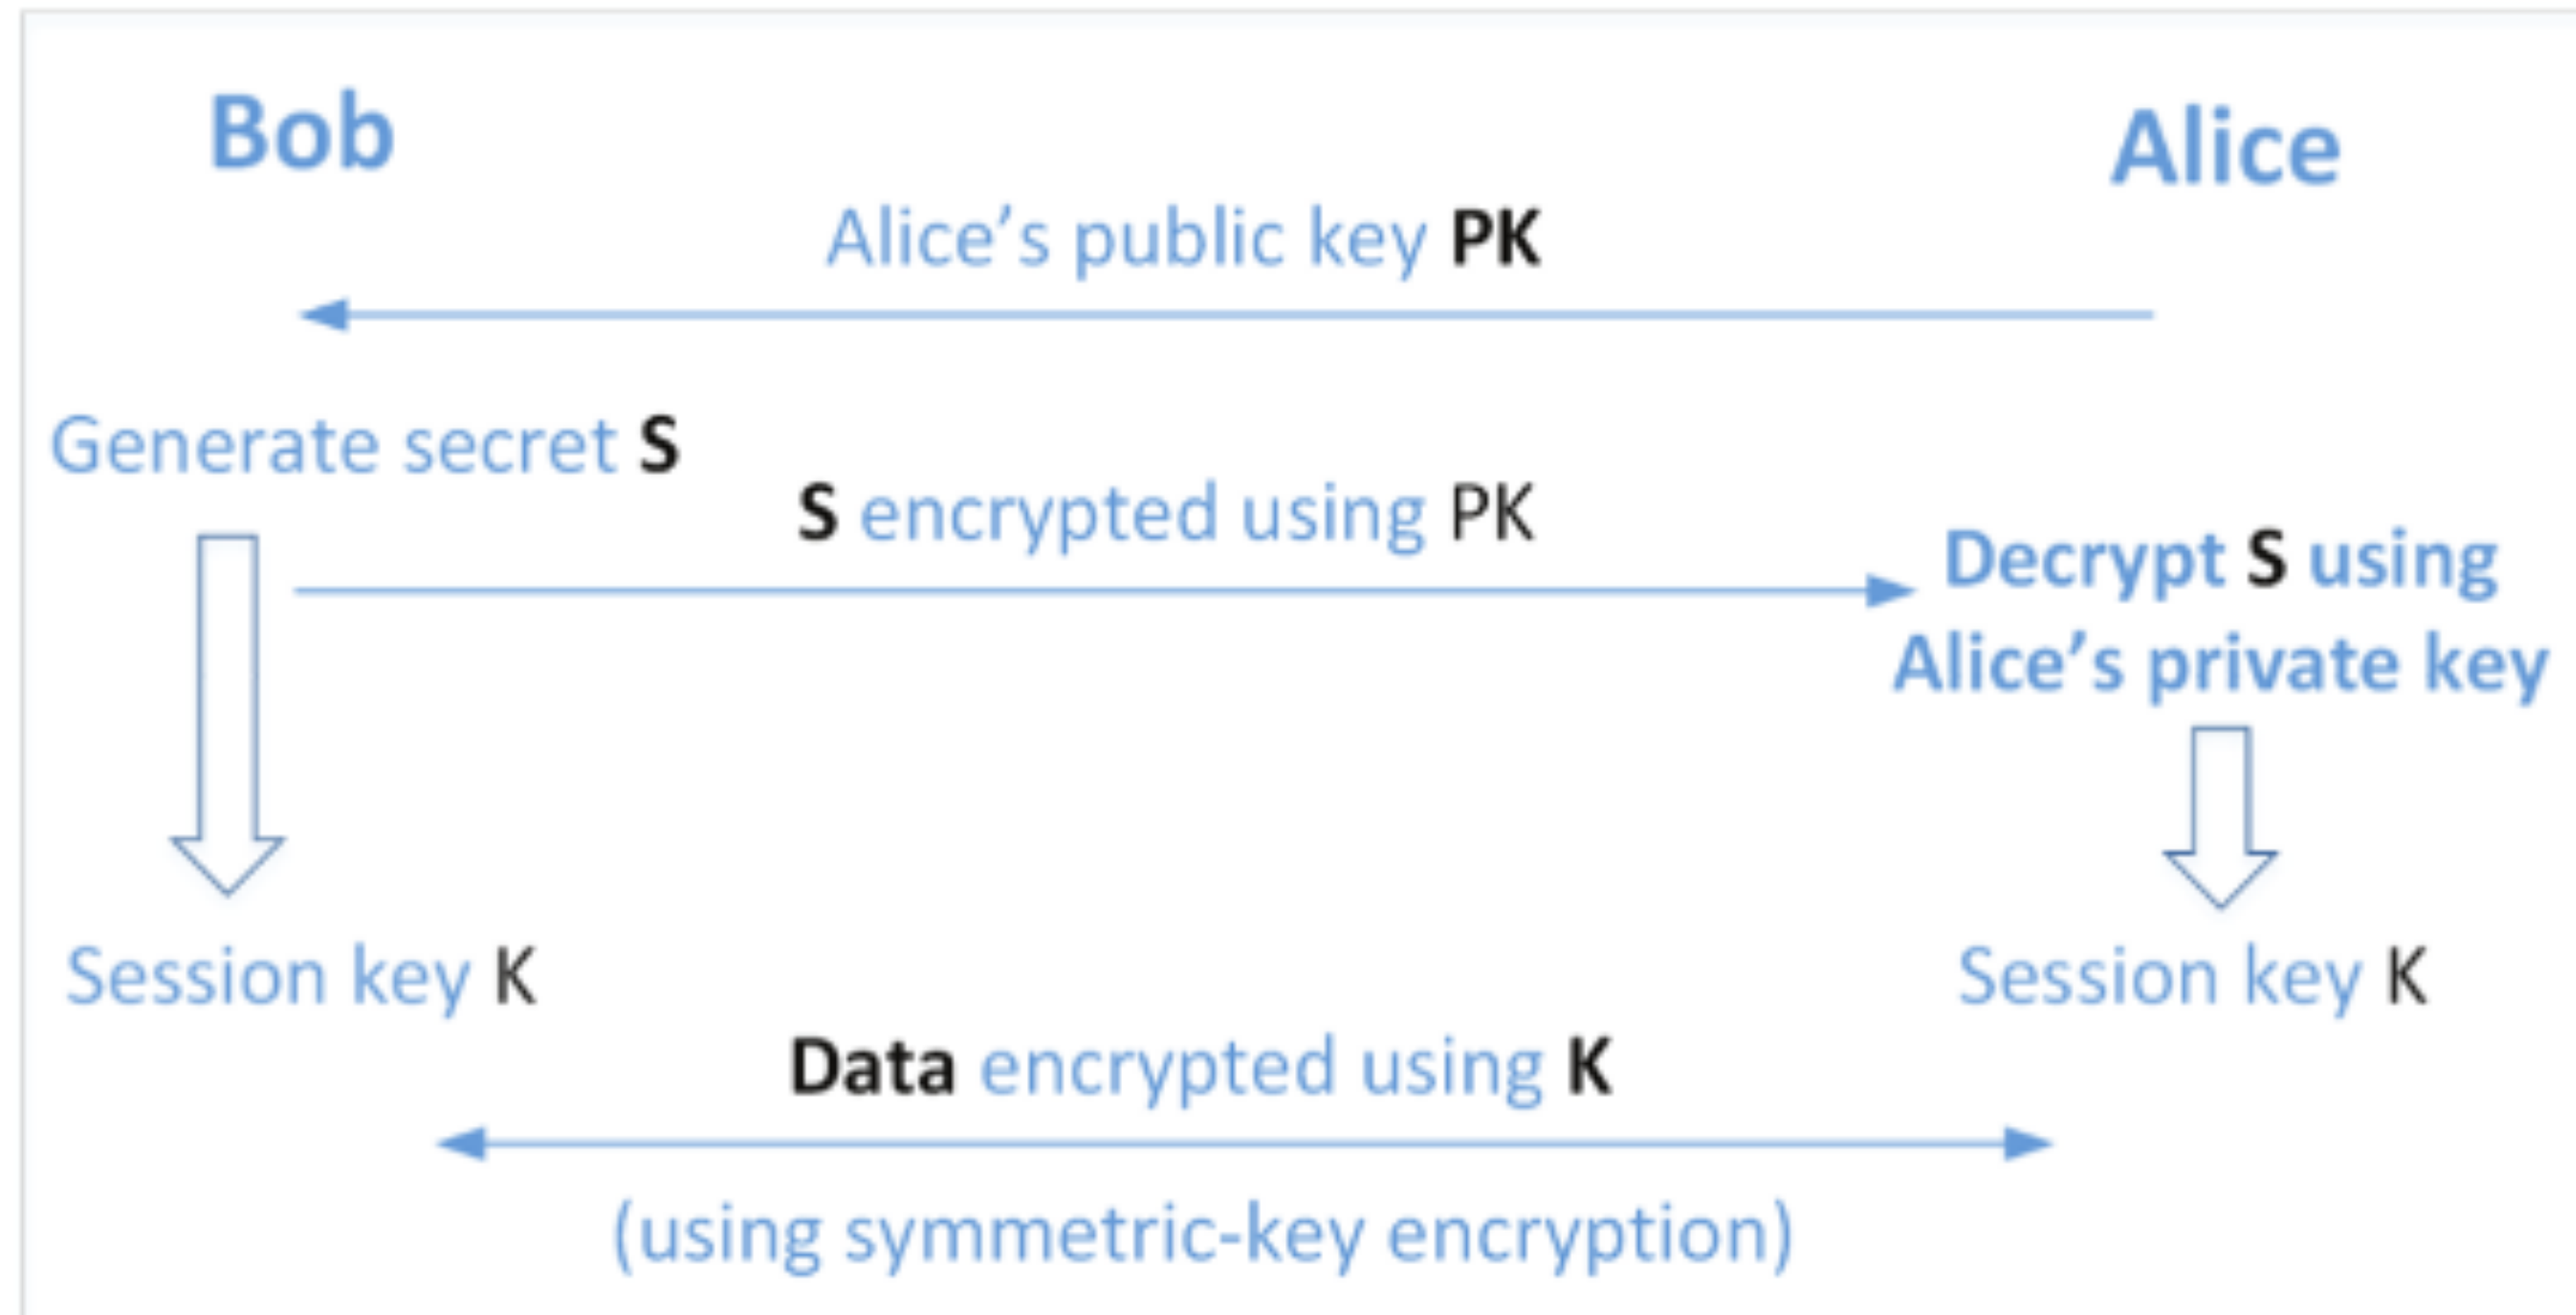 Bob
Alice
Alice’s public key PK
Generate secret S
S encrypted using PK
Decrypt S using
Alice’s private key
Session key K
Session key K
Data encrypted using K
(using symmetric-key encryption)